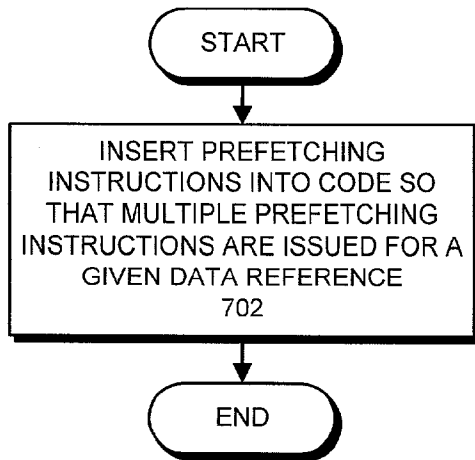 START
INSERT PREFETCHING
INSTRUCTIONS INTO CODE SO
THAT MULTIPLE PREFETCHING
INSTRUCTIONS ARE ISSUED FOR A
GIVEN DATA REFERENCE
702
END